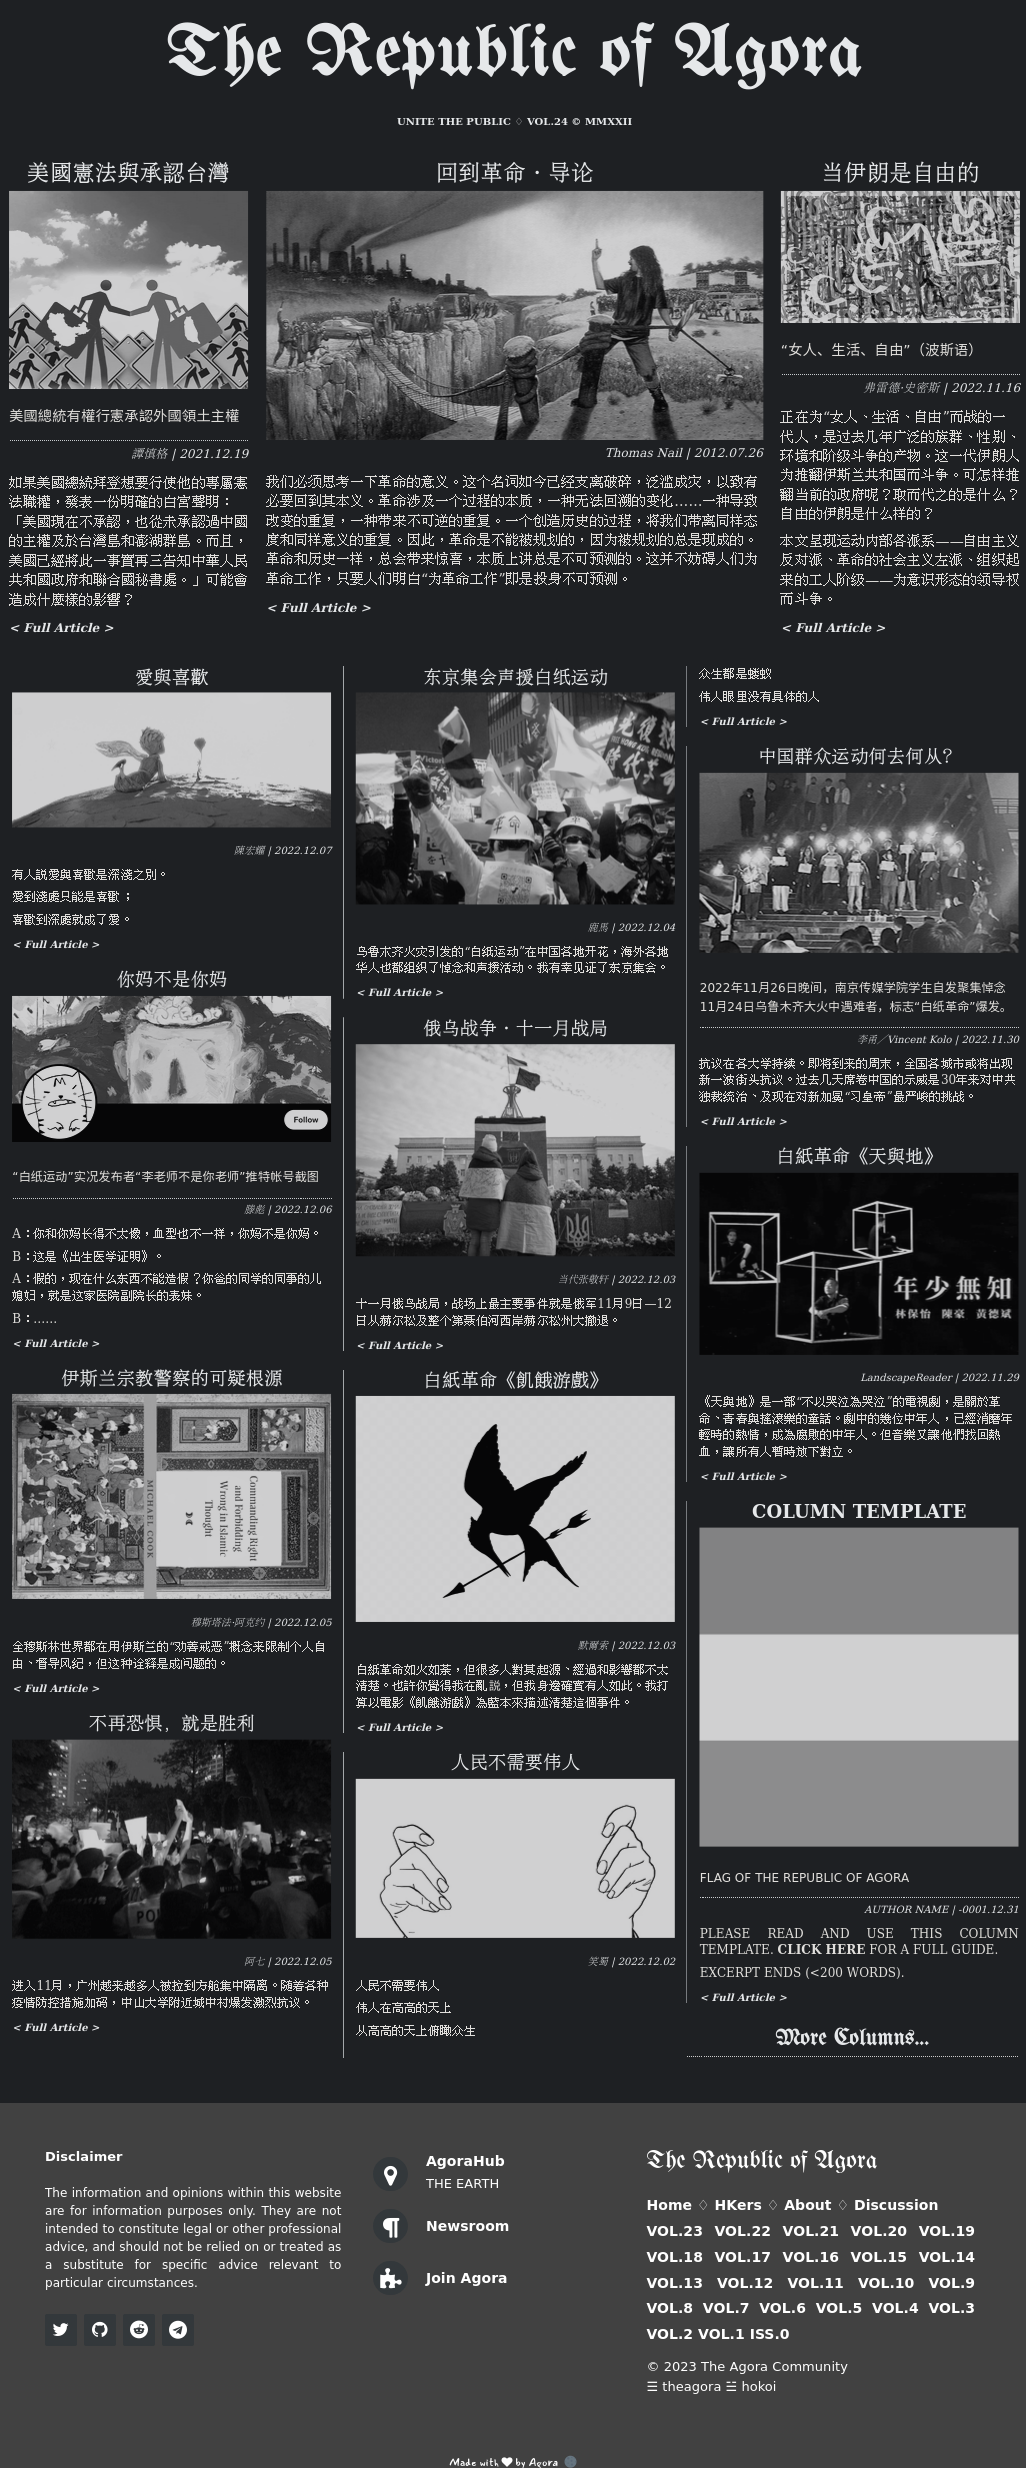 The Republic of Agora
UNITE THE PUBLIC ♢ VOL.24 © MMXXII
美國憲法與承認台灣
美國總統有權行憲承認外國領土主權
譚慎格 | 2021.12.19
如果美國總統拜登想要行使他的專屬憲
法職權，發表一份明確的白宮聲明：
「美國現在不承認，也從未承認過中國
的主權及於台灣島和澎湖群島。而且，
美國已經將此一事實再三告知中華人民
共和國政府和聯合國秘書處。」可能會
造成什麼樣的影響？
< Full Article >
回到革命·导论
Thomas Nail | 2012.07.26
我们必须思考一下革命的意义。这个名词如今已经支离破碎，泛滥成灾，以致有
必要回到其本义。革命涉及一个过程的本质，一种无法回溯的变化……一种导致
改变的重复，一种带来不可逆的重复。一个创造历史的过程，将我们带离同样态
度和同样意义的重复。因此，革命是不能被规划的，因为被规划的总是现成的。
革命和历史一样，总会带来惊喜，本质上讲总是不可预测的。这并不妨碍人们为
革命工作，只要人们明白“为革命工作”即是投身不可预测。
< Full Article >
当伊朗是自由的
“女人、生活、自由”（波斯语）
弗雷德·史密斯 | 2022.11.16
正在为“女人、生活、自由”而战的一
代人，是过去几年广泛的族群、性别、
环境和阶级斗争的产物。这一代伊朗人
为推翻伊斯兰共和国而斗争。可怎样推
翻当前的政府呢？取而代之的是什么？
自由的伊朗是什么样的？
本文呈现运动内部各派系——自由主义
反对派、革命的社会主义左派、组织起
来的工人阶级——为意识形态的领导权
而斗争。
< Full Article >
愛與喜歡
陳宏耀 | 2022.12.07
有人說愛與喜歡是深淺之別。
愛到淺處只能是喜歡；
喜歡到深處就成了愛。
< Full Article >
你妈不是你妈
Follow
“白纸运动”实况发布者“李老师不是你老师”推特帐号截图
滕彪 | 2022.12.06
A：你和你妈长得不太像，血型也不一样，你妈不是你妈。
B：这是《出生医学证明》。
A：假的，现在什么东西不能造假？你爸的同学的同事的儿
媳妇，就是这家医院副院长的表妹。
B：……
< Full Article >
伊斯兰宗教警察的可疑根源
MICHAEL COOK
Commanding Right
and Forbidding
Wrong in Islamic
Thought
穆斯塔法·阿克约 | 2022.12.05
全穆斯林世界都在用伊斯兰的“劝善戒恶”概念来限制个人自
由、督导风纪，但这种诠释是成问题的。
< Full Article >
不再恐惧，就是胜利
阿七 | 2022.12.05
进入11月，广州越来越多人被拉到方舱集中隔离。随着各种
疫情防控措施加码，中山大学附近城中村爆发激烈抗议。
< Full Article >
东京集会声援白纸运动
鹿馬 | 2022.12.04
乌鲁木齐火灾引发的“白纸运动”在中国各地开花，海外各地
华人也都组织了悼念和声援活动。我有幸见证了东京集会。
< Full Article >
俄乌战争·十一月战局
当代张敬轩 | 2022.12.03
十一月俄乌战局，战场上最主要事件就是俄军11月9日—12
日从赫尔松及整个第聂伯河西岸赫尔松州大撤退。
< Full Article >
白紙革命《飢餓游戲》
默爾索 | 2022.12.03
白紙革命如火如荼，但很多人對其起源、經過和影響都不太
清楚。也許你覺得我在亂説，但我身邊確實有人如此。我打
算以電影《飢餓游戲》為藍本來描述清楚這個事件。
< Full Article >
人民不需要伟人
笑蜀 | 2022.12.02
人民不需要伟人
伟人在高高的天上
从高高的天上俯瞰众生
众生都是蝼蚁
伟人眼里没有具体的人
< Full Article >
中国群众运动何去何从？
2022年11月26日晚间，南京传媒学院学生自发聚集悼念
11月24日乌鲁木齐大火中遇难者，标志“白纸革命”爆发。
李甬／Vincent Kolo | 2022.11.30
抗议在各大学持续。即将到来的周末，全国各城市或将出现
新一波街头抗议。过去几天席卷中国的示威是30年来对中共
独裁统治、及现在对新加冕“习皇帝”最严峻的挑战。
< Full Article >
白紙革命《天與地》
年少無知
林保怡 陳豪 黃德斌
LandscapeReader | 2022.11.29
《天與地》是一部“不以哭泣為哭泣”的電視劇，是關於革
命、青春與搖滾樂的童話。劇中的幾位中年人，已經消磨年
輕時的熱情，成為腐敗的中年人。但音樂又讓他們找回熱
血，讓所有人暫時放下對立。
< Full Article >
COLUMN TEMPLATE
FLAG OF THE REPUBLIC OF AGORA
AUTHOR NAME | -0001.12.31
PLEASE READ AND USE THIS COLUMN
TEMPLATE. CLICK HERE FOR A FULL GUIDE.
EXCERPT ENDS (<200 WORDS).
< Full Article >
More Columns...
Disclaimer
The information and opinions within this website
are for information purposes only. They are not
intended to constitute legal or other professional
advice, and should not be relied on or treated as
a substitute for specific advice relevant to
particular circumstances.
AgoraHub
THE EARTH
Newsroom
Join Agora
The Republic of Agora
Home ♢ HKers ♢ About ♢ Discussion
VOL.23 VOL.22 VOL.21 VOL.20 VOL.19
VOL.18 VOL.17 VOL.16 VOL.15 VOL.14
VOL.13 VOL.12 VOL.11 VOL.10 VOL.9
VOL.8 VOL.7 VOL.6 VOL.5 VOL.4 VOL.3
VOL.2 VOL.1 ISS.0
© 2023 The Agora Community
☰ theagora ☱ hokoi
Made with ♥ by Agora